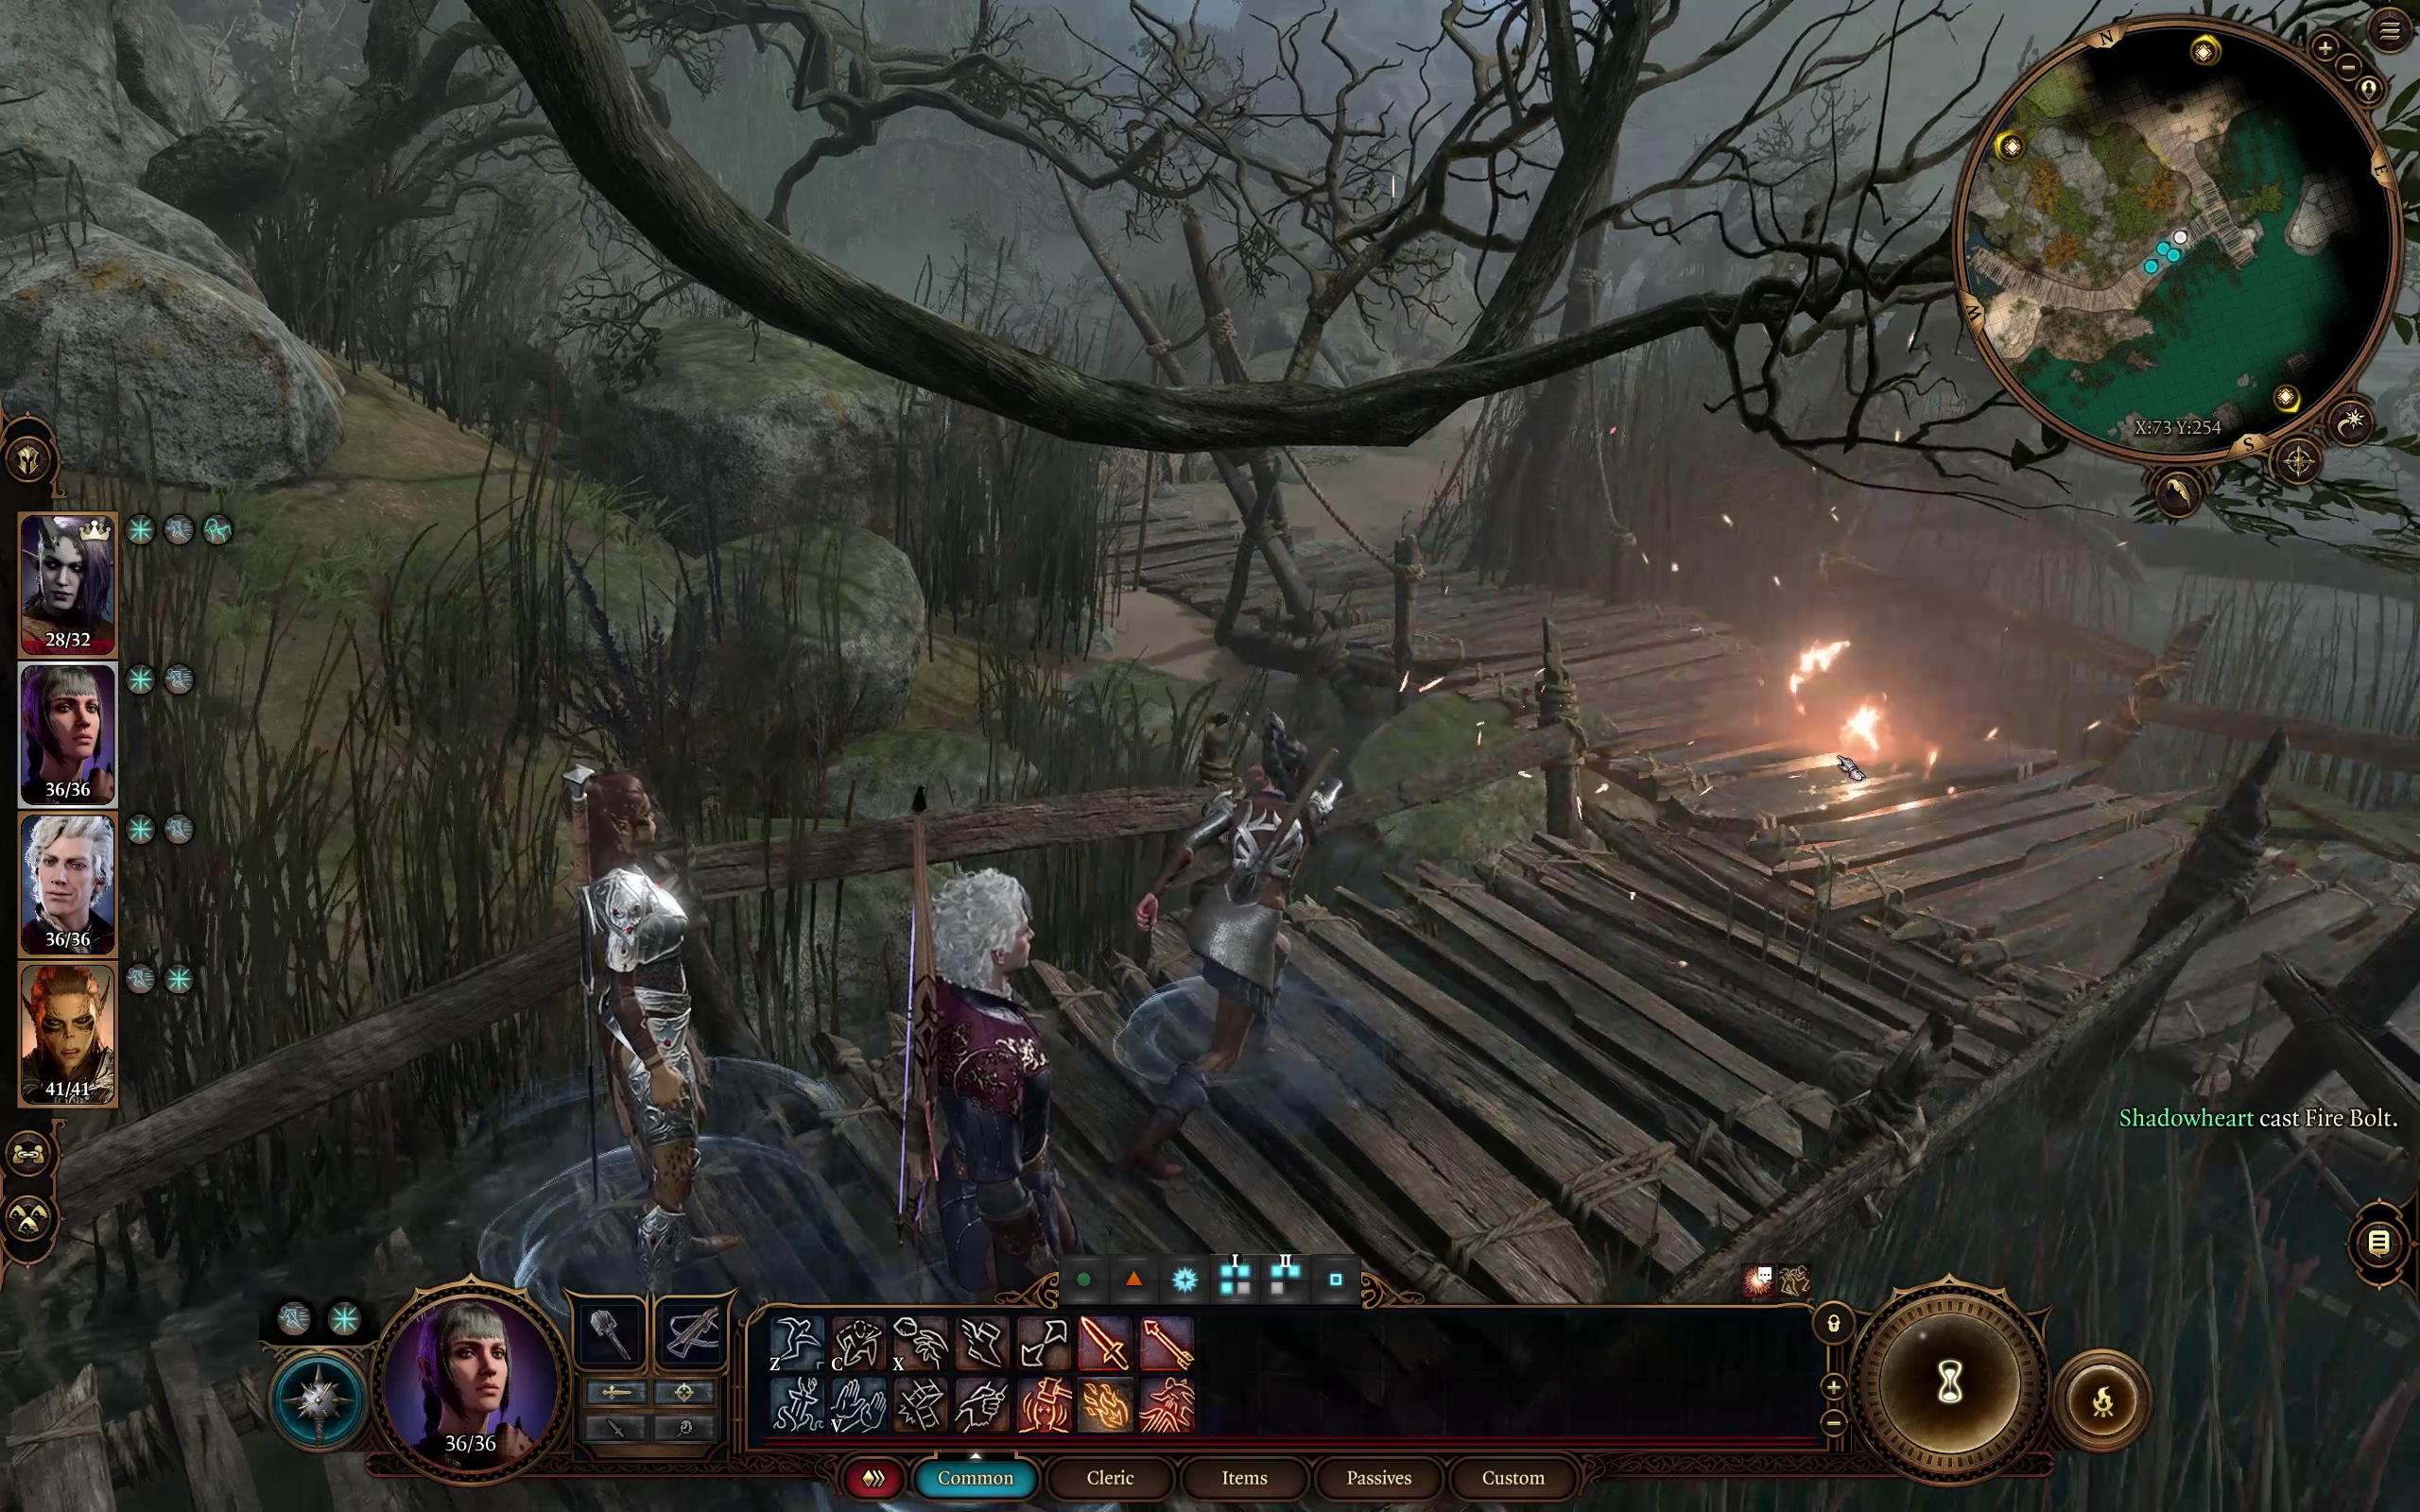 N
E
W
X:73 Y:254
S
28/32
36/36
36/36
41/41
Shadowheart cast Fire Bolt.
I
II
Z
C
X
V
36/36
Common
Cleric
Items
Passives
Custom